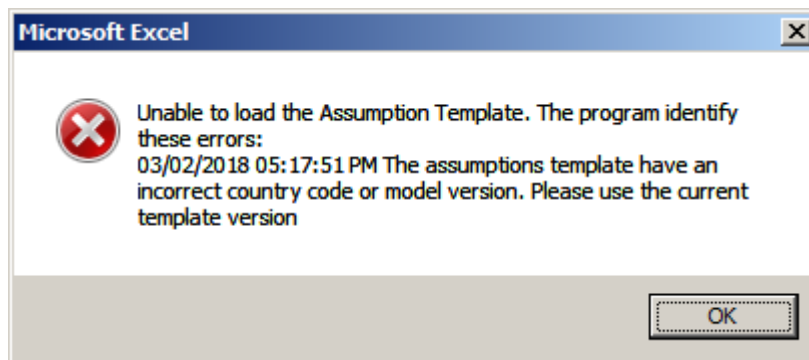 Microsoft Excel
Unable to load the Assumption Template. The program identify
these errors:
03/02/2018 05:17:51 PM The assumptions template have an
incorrect country code or model version. Please use the current
template version
OK